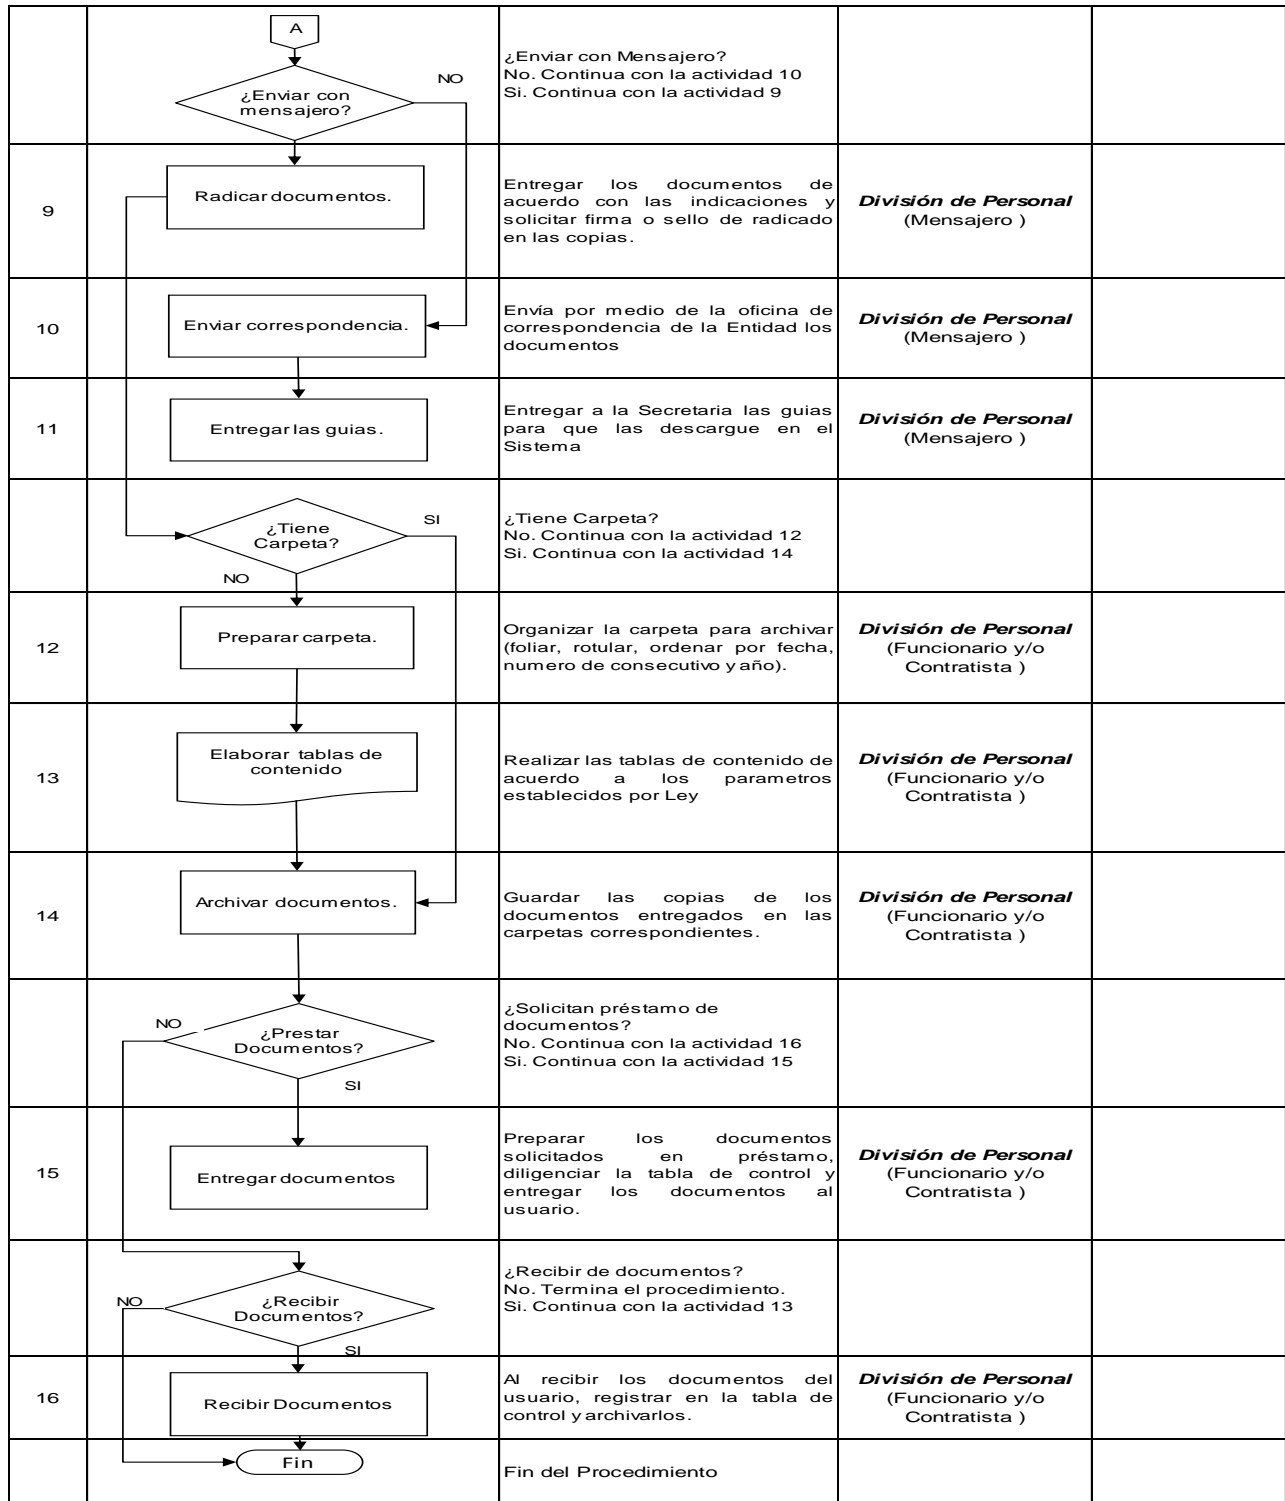 A
¿Enviar con
mensajero?
NO
¿Enviar con Mensajero?
No. Continua con la actividad 10
Si. Continua con la actividad 9
9
Radicar documentos.
Entregar los documentos de
acuerdo con las indicaciones y
solicitar firma o sello de radicado
en las copias.
División de Personal
(Mensajero )
10
Enviar correspondencia.
Envía por medio de la oficina de
correspondencia de la Entidad los
documentos
División de Personal
(Mensajero )
11
Entregar las guias.
Entregar a la Secretaria las guias
para que las descargue en el
Sistema
División de Personal
(Mensajero )
¿Tiene
Carpeta?
SI
NO
¿Tiene Carpeta?
No. Continua con la actividad 12
Si. Continua con la actividad 14
12
Preparar carpeta.
Organizar la carpeta para archivar
(foliar, rotular, ordenar por fecha,
numero de consecutivo y año).
División de Personal
(Funcionario y/o
Contratista )
13
Elaborar tablas de
contenido
Realizar las tablas de contenido de
acuerdo a los parametros
establecidos por Ley
División de Personal
(Funcionario y/o
Contratista )
14
Archivar documentos.
Guardar las copias de los
documentos entregados en las
carpetas correspondientes.
División de Personal
(Funcionario y/o
Contratista )
NO
¿Prestar
Documentos?
SI
¿Solicitan préstamo de
documentos?
No. Continua con la actividad 16
Si. Continua con la actividad 15
15
Entregar documentos
Preparar los documentos
solicitados en préstamo,
diligenciar la tabla de control y
entregar los documentos al
usuario.
División de Personal
(Funcionario y/o
Contratista )
NO
¿Recibir
Documentos?
SI
¿Recibir de documentos?
No. Termina el procedimiento.
Si. Continua con la actividad 13
16
Recibir Documentos
Al recibir los documentos del
usuario, registrar en la tabla de
control y archivarlos.
División de Personal
(Funcionario y/o
Contratista )
Fin
Fin del Procedimiento